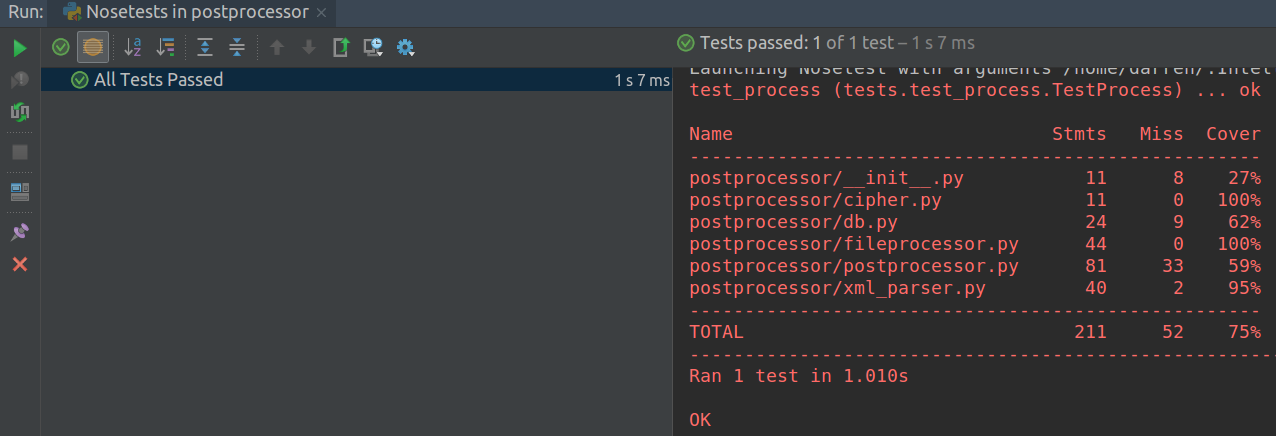 Run: Nosetests in postprocessor
Tests passed: 1 of 1 test – 1 s 7 ms
All Tests Passed 1 s 7 ms
Launching Nosetest with arguments /home/darren/.Intel
test_process (tests.test_process.TestProcess) ... ok
Name Stmts Miss Cover
----------------------------------------------------
postprocessor/__init__.py 11 8 27%
postprocessor/cipher.py 11 0 100%
postprocessor/db.py 24 9 62%
postprocessor/fileprocessor.py 44 0 100%
postprocessor/postprocessor.py 81 33 59%
postprocessor/xml_parser.py 40 2 95%
----------------------------------------------------
TOTAL 211 52 75%
------------------------------------------------------
Ran 1 test in 1.010s
OK